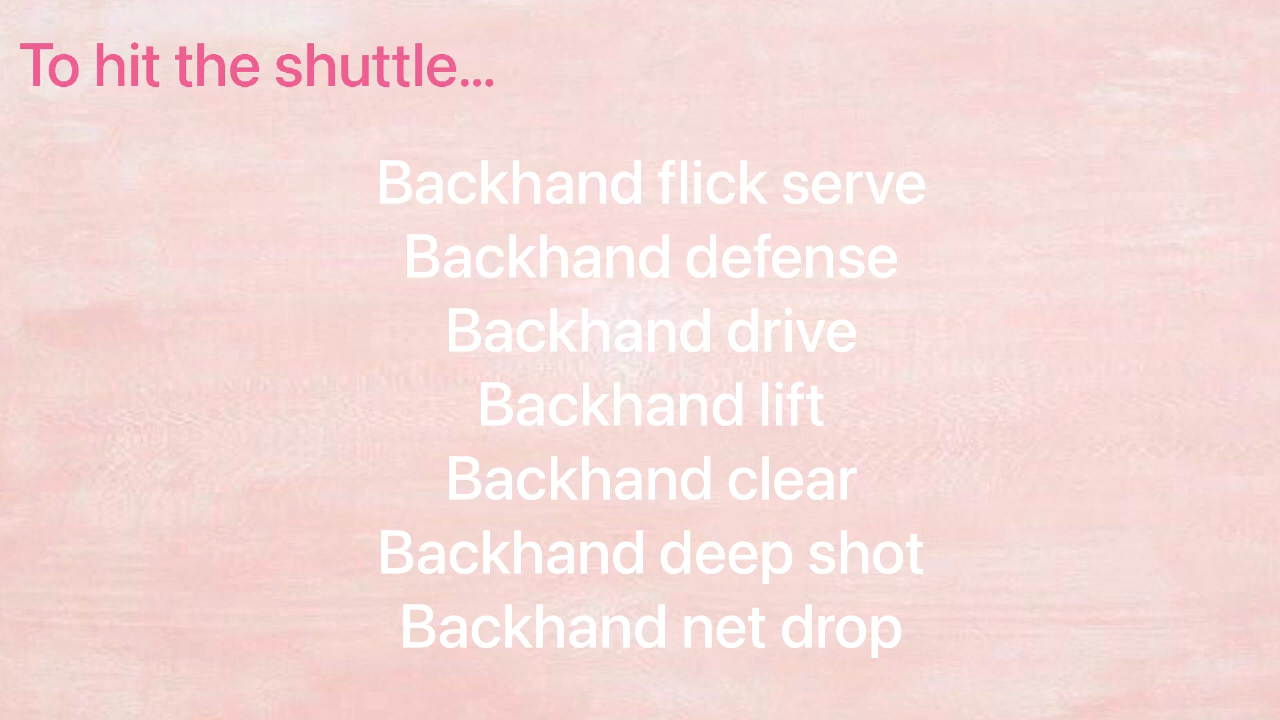 To hit the shuttle...
Backhand flick serve
Backhand defense
Backhand drive
Backhand lift
Backhand clear
Backhand deep shot
Backhand net drop